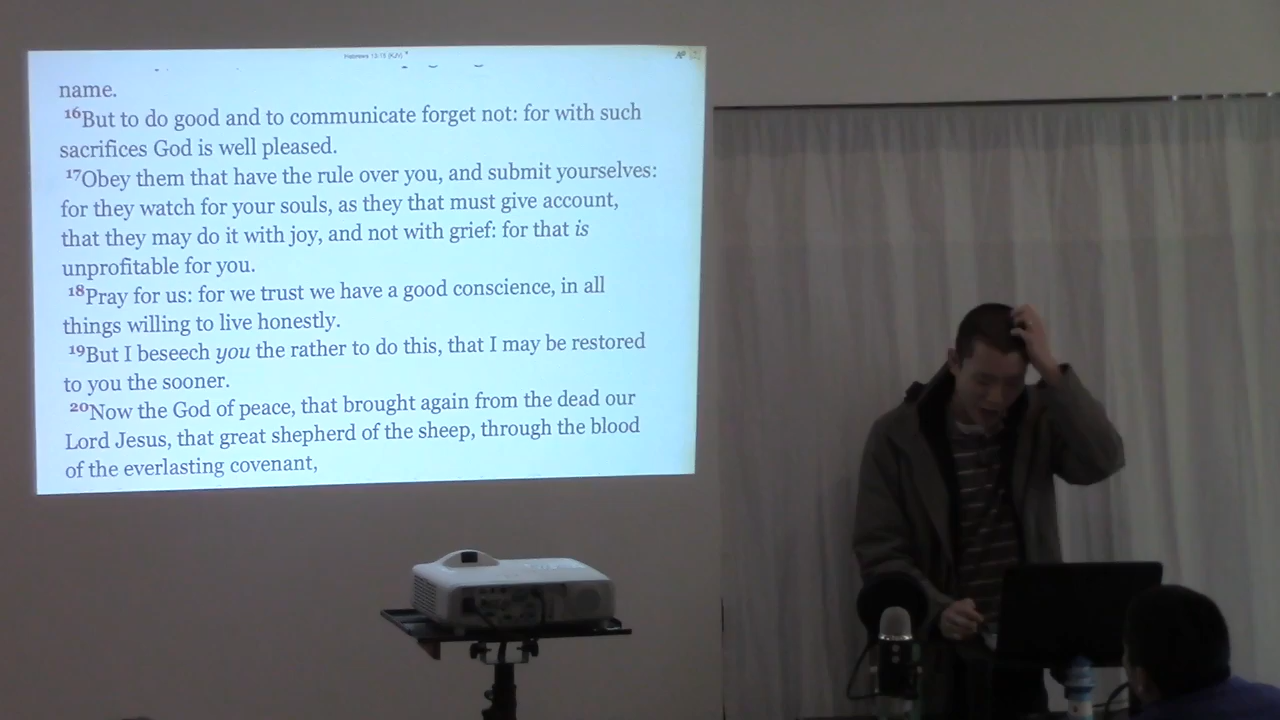 Hebrews 13:15 (KJV)
name.
16But to do good and to communicate forget not: for with such
sacrifices God is well pleased.
17Obey them that have the rule over you, and submit yourselves:
for they watch for your souls, as they that must give account,
that they may do it with joy, and not with grief: for that is
unprofitable for you.
18Pray for us: for we trust we have a good conscience, in all
things willing to live honestly.
19But I beseech you the rather to do this, that I may be restored
to you the sooner.
20Now the God of peace, that brought again from the dead our
Lord Jesus, that great shepherd of the sheep, through the blood
of the everlasting covenant,